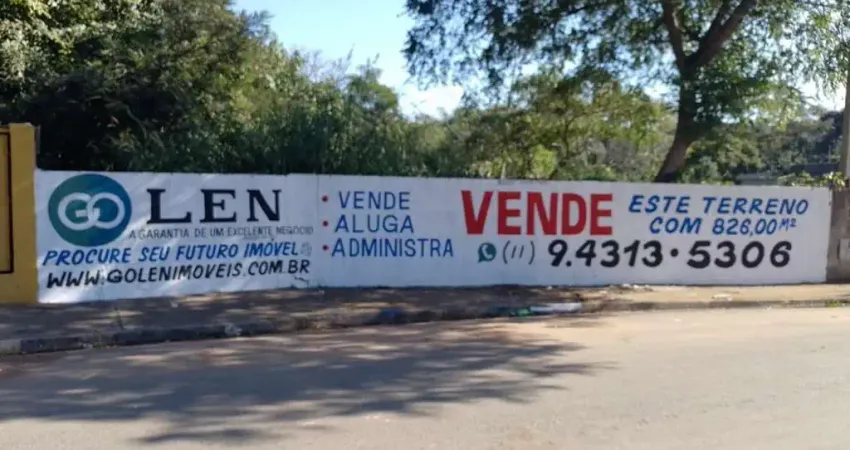 GO LEN
A GARANTIA DE UM EXCELENTE NEGÓCIO
PROCURE SEU FUTURO IMÓVEL
WWW.GOLENIMOVEIS.COM.BR
• VENDE
• ALUGA
• ADMINISTRA
VENDE
ESTE TERRENO
COM 826,00M²
(11) 9.4313•5306